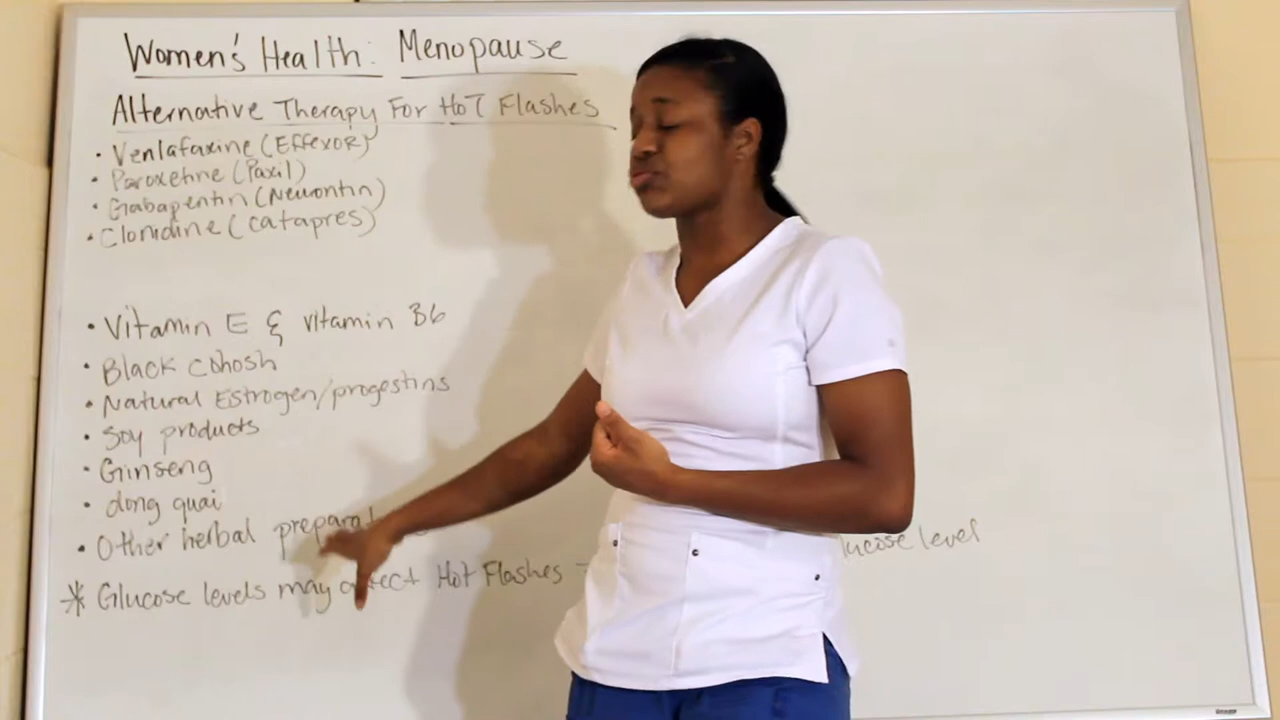 Women's Health: Menopause
Alternative Therapy For Hot Flashes
• Venlafaxine (Effexor)
• Paroxetine (Paxil)
• Gabapentin (Neurontin)
• Clonidine (catapres)
• Vitamin E & vitamin B6
• Black cohosh
• Natural Estrogen/progestins
• Soy products
• Ginseng
• dong quai
• Other herbal
* Glucose levels may Hot Flashes level